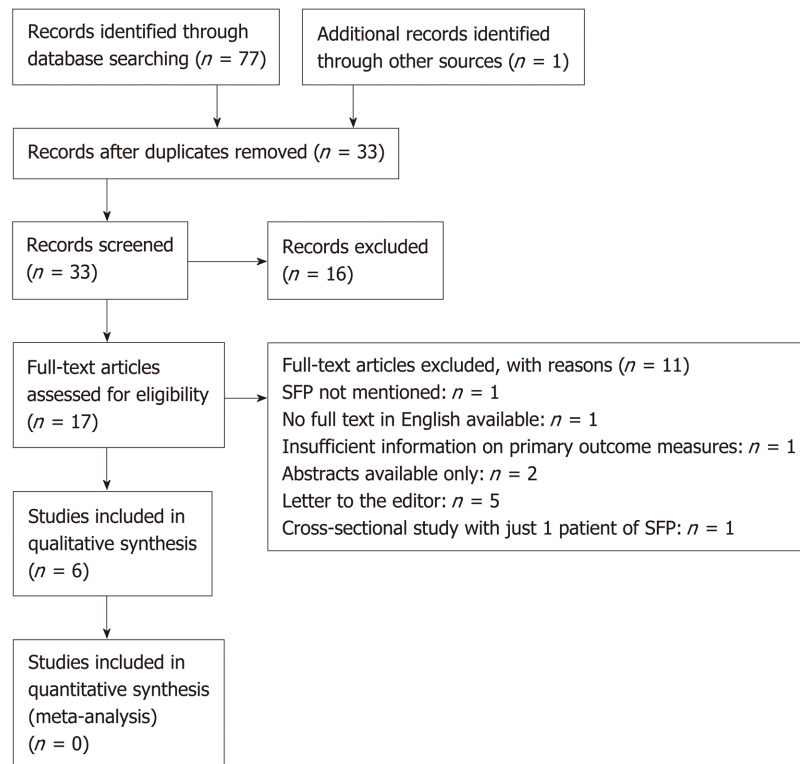 Records identified through
database searching (n = 77)
Additional records identified
through other sources (n = 1)
Records after duplicates removed (n = 33)
Records screened
(n = 33)
Records excluded
(n = 16)
Full-text articles
assessed for eligibility
(n = 17)
Full-text articles excluded, with reasons (n = 11)
SFP not mentioned: n = 1
No full text in English available: n = 1
Insufficient information on primary outcome measures: n = 1
Abstracts available only: n = 2
Letter to the editor: n = 5
Cross-sectional study with just 1 patient of SFP: n = 1
Studies included in
qualitative synthesis
(n = 6)
Studies included in
quantitative synthesis
(meta-analysis)
(n = 0)